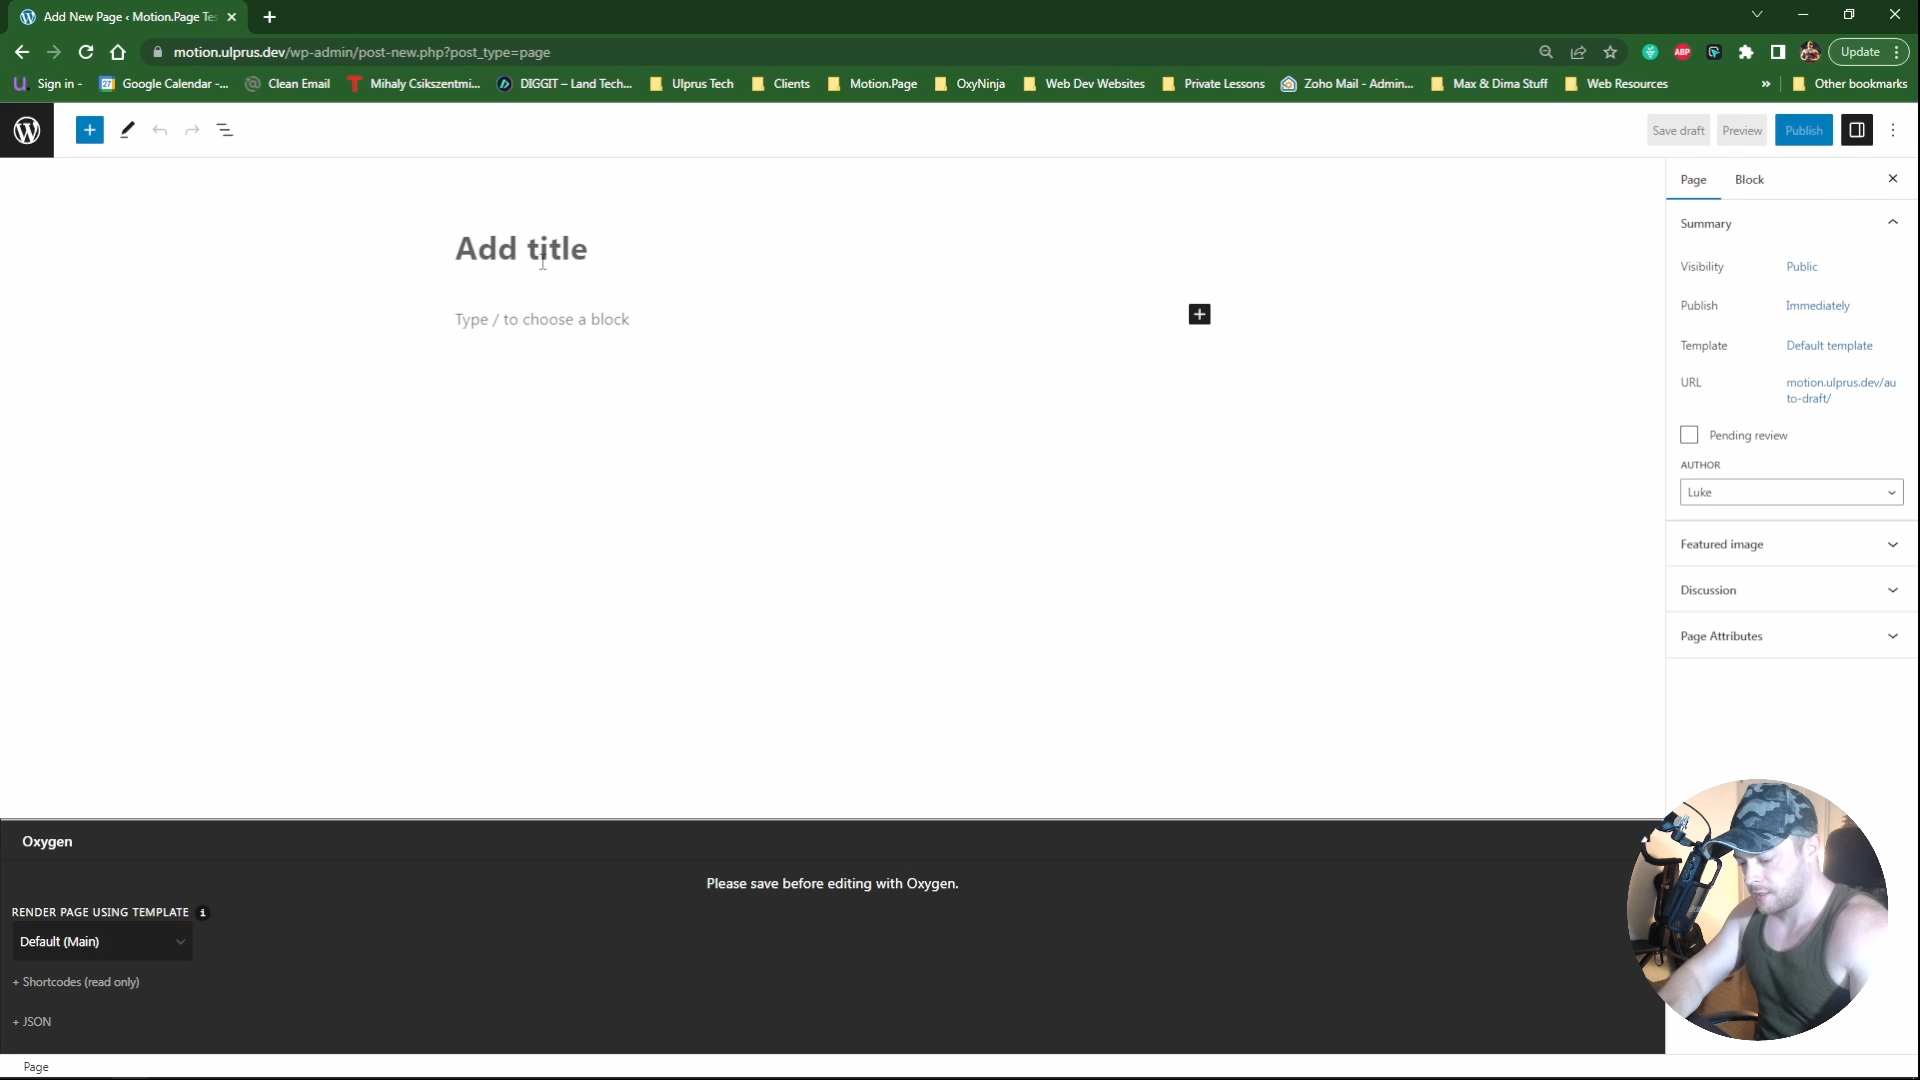 Add New Page ‹ Motion.Page Tes
motion.ulprus.dev/wp-admin/post-new.php?post_type=page
ABP
Update
Sign in -
27
Google Calendar -...
Clean Email
Mihaly Csikszentmi...
DIGGIT – Land Tech...
Ulprus Tech
Clients
Motion.Page
OxyNinja
Web Dev Websites
Private Lessons
Zoho Mail - Admin...
Max & Dima Stuff
Web Resources
»
Other bookmarks
Save draft
Preview
Publish
Page
Block
Summary
Add title
Visibility
Public
Publish
Immediately
Type / to choose a block
Template
Default template
URL
motion.ulprus.dev/au
to-draft/
Pending review
AUTHOR
Luke
Featured image
Discussion
Page Attributes
Oxygen
Please save before editing with Oxygen.
RENDER PAGE USING TEMPLATE i
Default (Main)
+ Shortcodes (read only)
+ JSON
Page